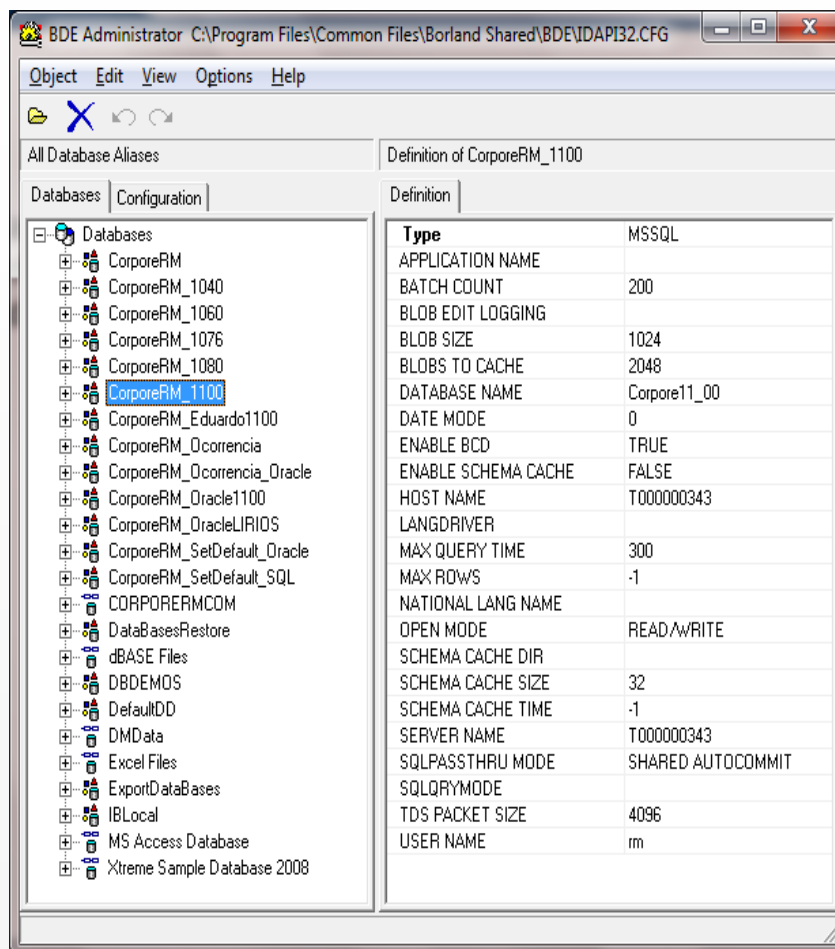 BDE Administrator C:\Program Files\Common Files\Borland Shared\BDE\IDAPI32.CFG
Object Edit View Options Help
All Database Aliases
Definition of CorporeRM_1100
Databases Configuration
Definition
Databases
CorporeRM
CorporeRM_1040
CorporeRM_1060
CorporeRM_1076
CorporeRM_1080
CorporeRM_1100
CorporeRM_Eduardo1100
CorporeRM_Ocorrencia
CorporeRM_Ocorrencia_Oracle
CorporeRM_Oracle1100
CorporeRM_OracleLIRIOS
CorporeRM_SetDefault_Oracle
CorporeRM_SetDefault_SQL
CORPORERMCOM
DataBasesRestore
dBASE Files
DBDEMOS
DefaultDD
DMData
Excel Files
ExportDataBases
IBLocal
MS Access Database
Xtreme Sample Database 2008
Type MSSQL
APPLICATION NAME
BATCH COUNT 200
BLOB EDIT LOGGING
BLOB SIZE 1024
BLOBS TO CACHE 2048
DATABASE NAME Corpore11_00
DATE MODE 0
ENABLE BCD TRUE
ENABLE SCHEMA CACHE FALSE
HOST NAME T000000343
LANGDRIVER
MAX QUERY TIME 300
MAX ROWS -1
NATIONAL LANG NAME
OPEN MODE READ/WRITE
SCHEMA CACHE DIR
SCHEMA CACHE SIZE 32
SCHEMA CACHE TIME -1
SERVER NAME T000000343
SQLPASSTHRU MODE SHARED AUTOCOMMIT
SQLQRYMODE
TDS PACKET SIZE 4096
USER NAME rm